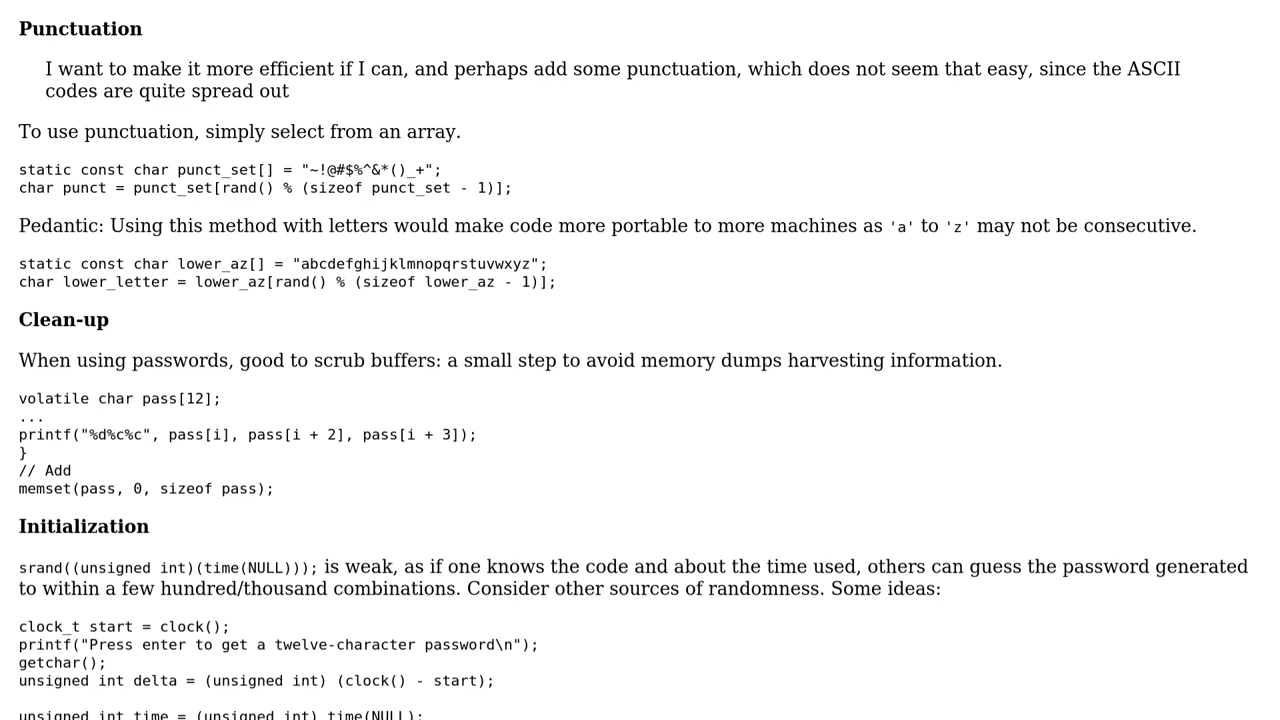 Punctuation
I want to make it more efficient if I can, and perhaps add some punctuation, which does not seem that easy, since the ASCII
codes are quite spread out
To use punctuation, simply select from an array.
static const char punct_set[] = "~!@#$%^&*()_+";
char punct = punct_set[rand() % (sizeof punct_set - 1)];
Pedantic: Using this method with letters would make code more portable to more machines as 'a' to 'z' may not be consecutive.
static const char lower_az[] = "abcdefghijklmnopqrstuvwxyz";
char lower_letter = lower_az[rand() % (sizeof lower_az - 1)];
Clean-up
When using passwords, good to scrub buffers: a small step to avoid memory dumps harvesting information.
volatile char pass[12];
...
printf("%d%c%c", pass[i], pass[i + 2], pass[i + 3]);
}
// Add
memset(pass, 0, sizeof pass);
Initialization
srand((unsigned int)(time(NULL))); is weak, as if one knows the code and about the time used, others can guess the password generated
to within a few hundred/thousand combinations. Consider other sources of randomness. Some ideas:
clock_t start = clock();
printf("Press enter to get a twelve-character password\n");
getchar();
unsigned int delta = (unsigned int) (clock() - start);
unsigned int time = (unsigned int) time(NULL);